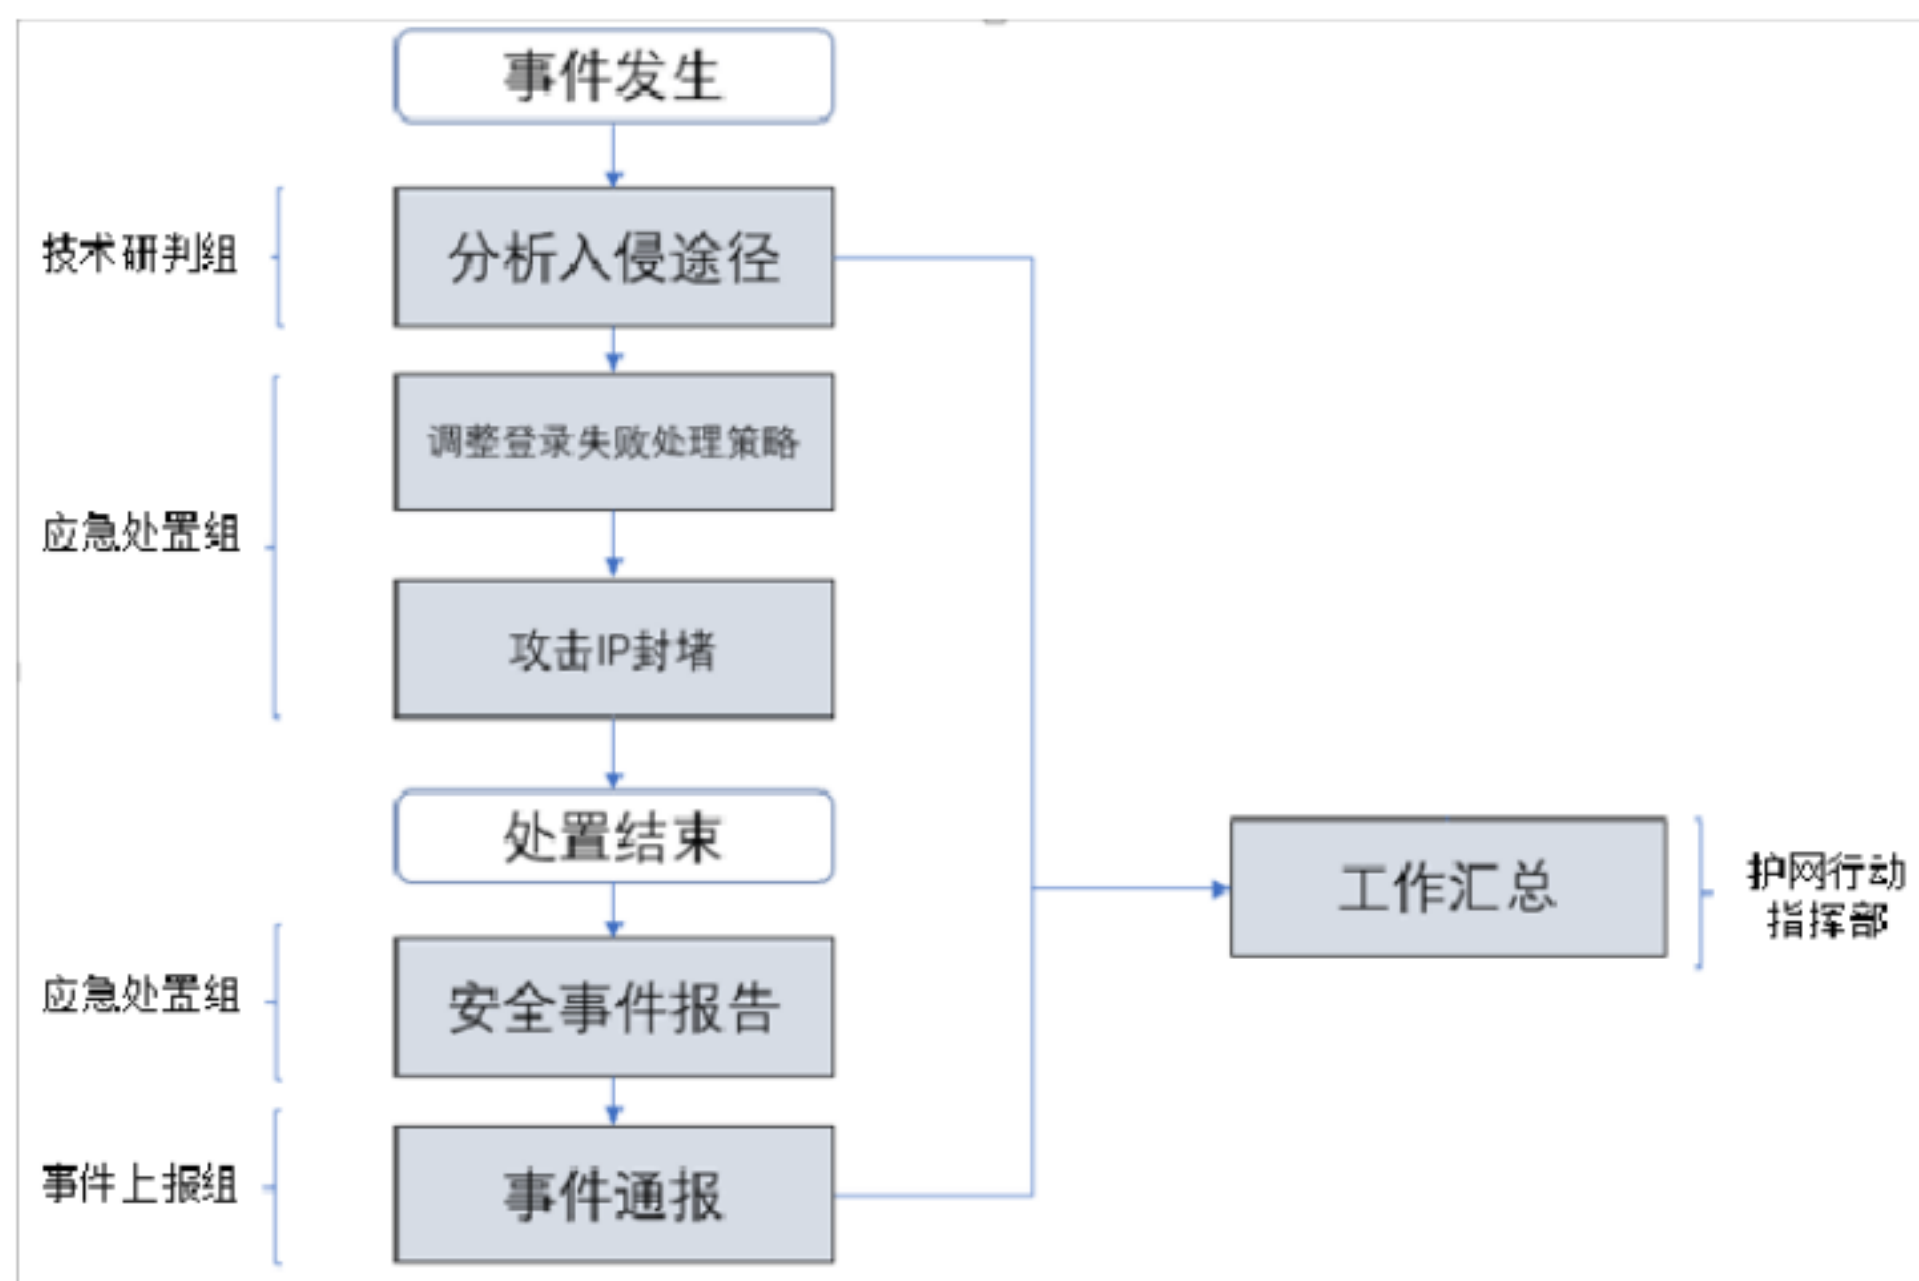 事件发生
技术研判组
分析入侵途径
调整登录失败处理策略
应急处置组
攻击IP封堵
处置结束
工作汇总
护网行动
指挥部
应急处置组
安全事件报告
事件上报组
事件通报